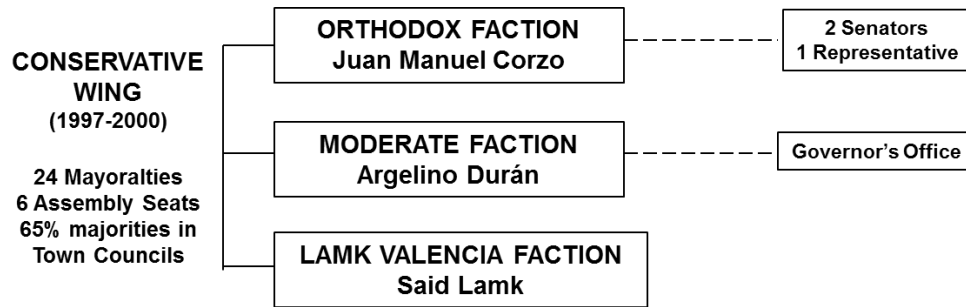 CONSERVATIVE
WING
(1997-2000)
24 Mayoralties
6 Assembly Seats
65% majorities in
Town Councils
ORTHODOX FACTION
Juan Manuel Corzo
2 Senators
1 Representative
MODERATE FACTION
Argelino Durán
Governor's Office
LAMK VALENCIA FACTION
Said Lamk